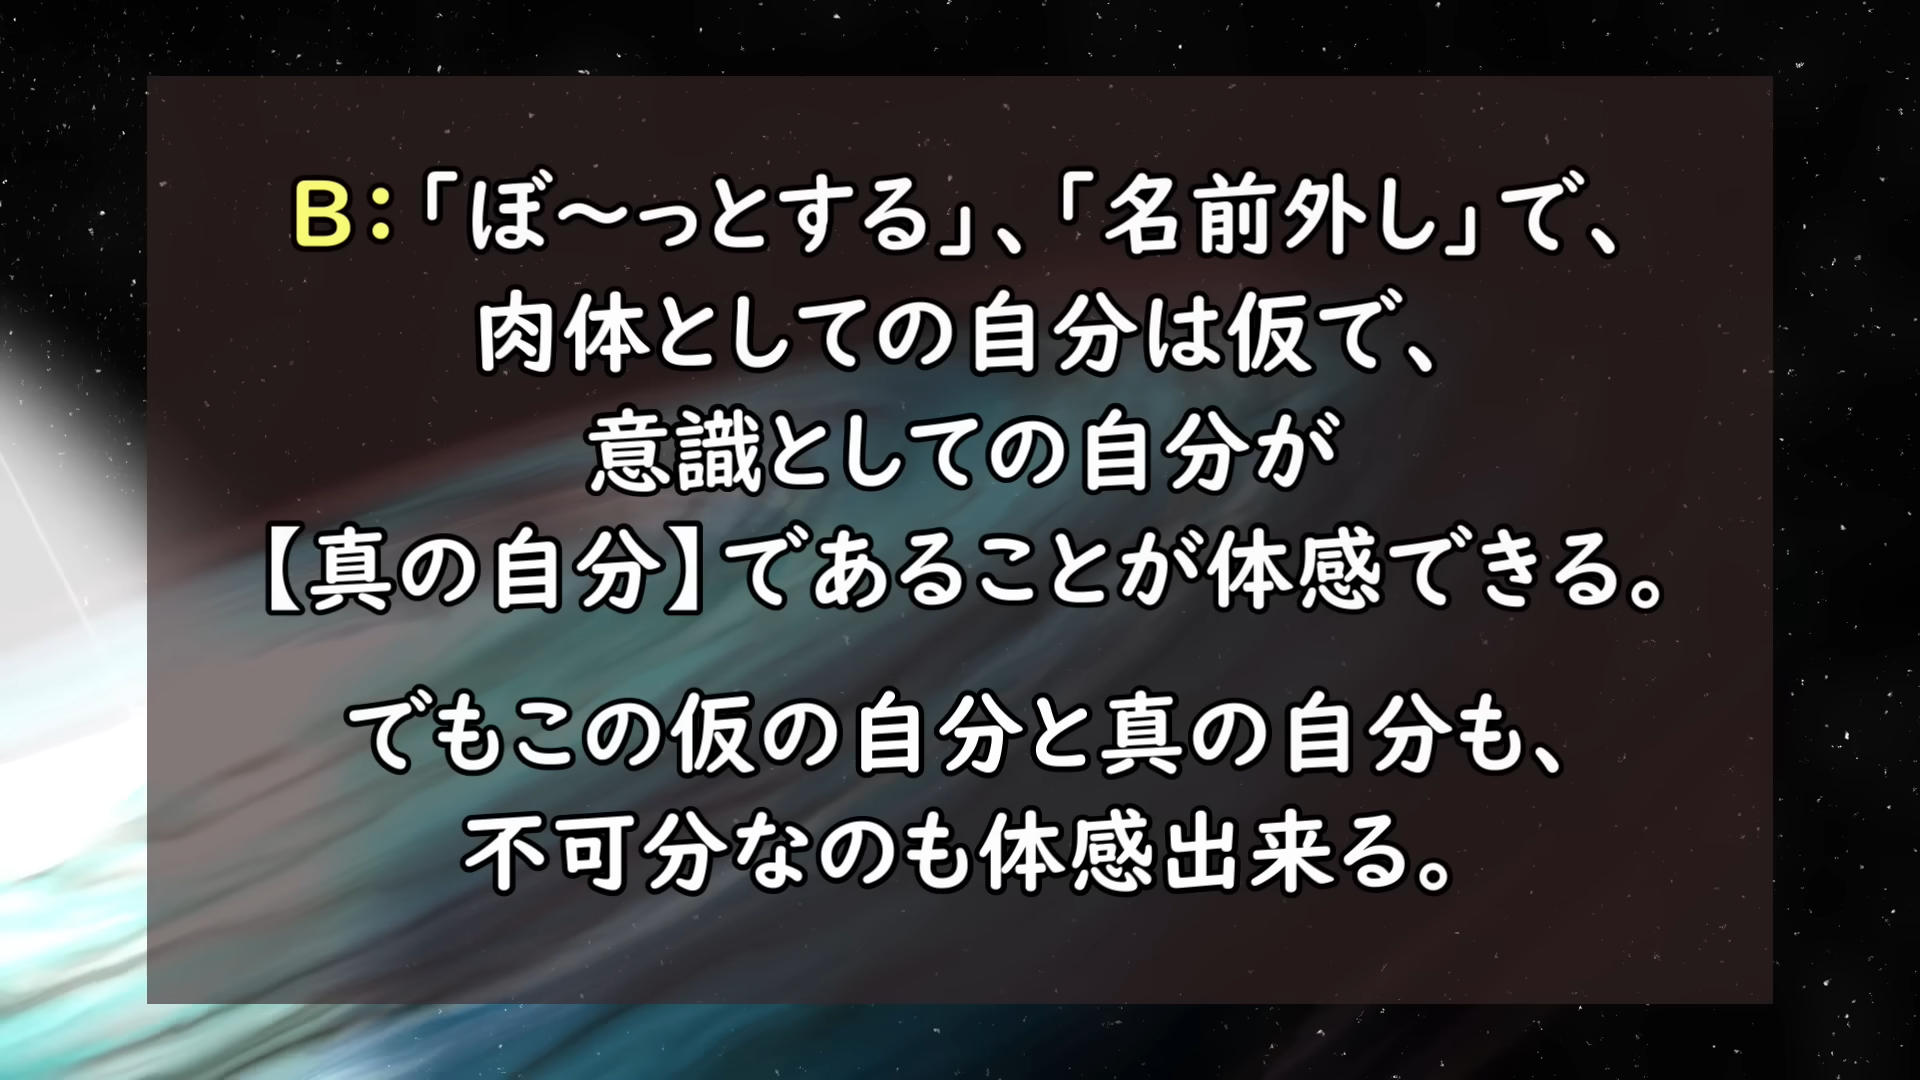 B:「ぼ～っとする」、「名前外し」で、
肉体としての自分は仮で、
意識としての自分が
【真の自分】であることが体感できる。
でもこの仮の自分と真の自分も、
不可分なのも体感出来る。